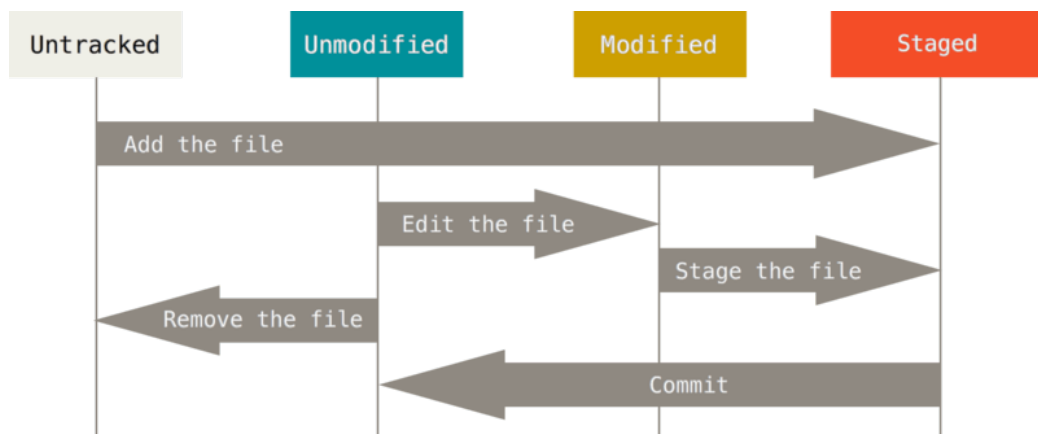 Untracked
Unmodified
Modified
Staged
Add the file
Edit the file
Stage the file
Remove the file
Commit